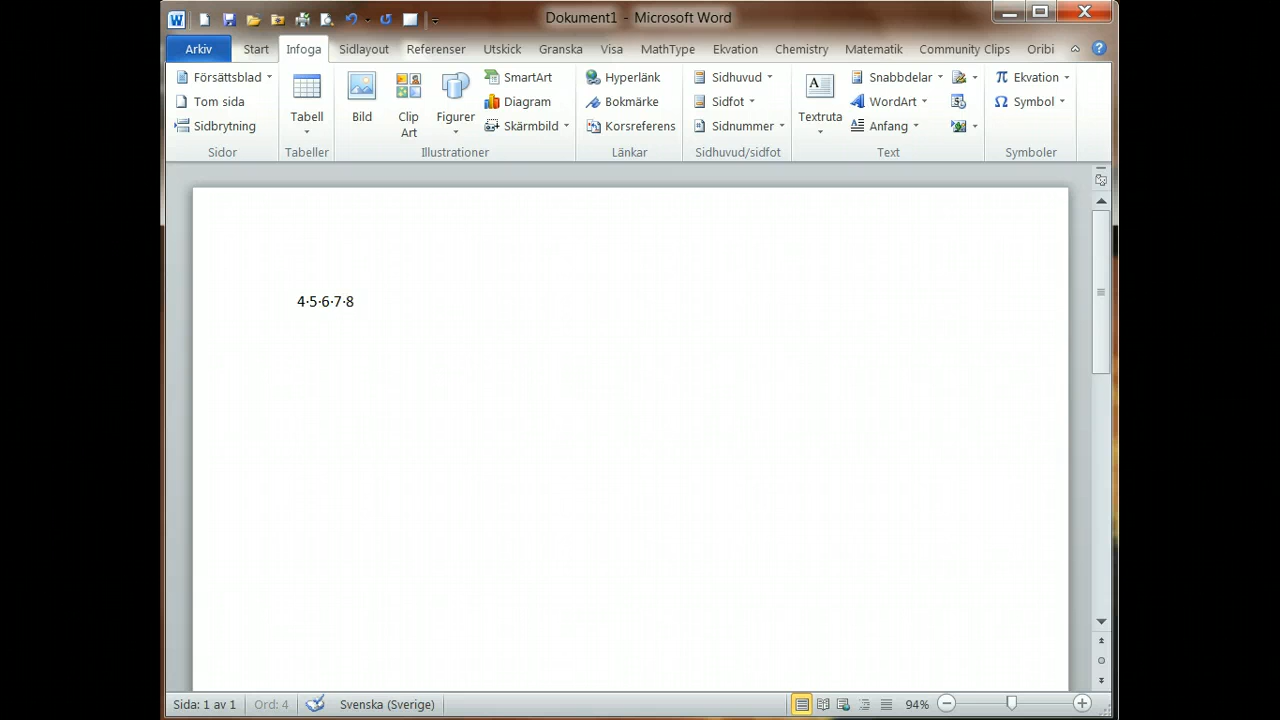 Dokument1 - Microsoft Word
Arkiv Start Infoga Sidlayout Referenser Utskick Granska Visa MathType Ekvation Chemistry Matematik Community Clips Oribi
Försättsblad
Tom sida
Sidbrytning
Sidor
Tabell
Tabeller
Bild
Clip Art
Figurer
SmartArt
Diagram
Skärmbild
Illustrationer
Hyperlänk
Bokmärke
Korsreferens
Länkar
Sidhuvud
Sidfot
Sidnummer
Sidhuvud/sidfot
Textruta
Snabbdelar
WordArt
Anfang
Text
π Ekvation
Ω Symbol
Symboler
4·5·6·7·8
Sida: 1 av 1 Ord: 4 Svenska (Sverige) 94%